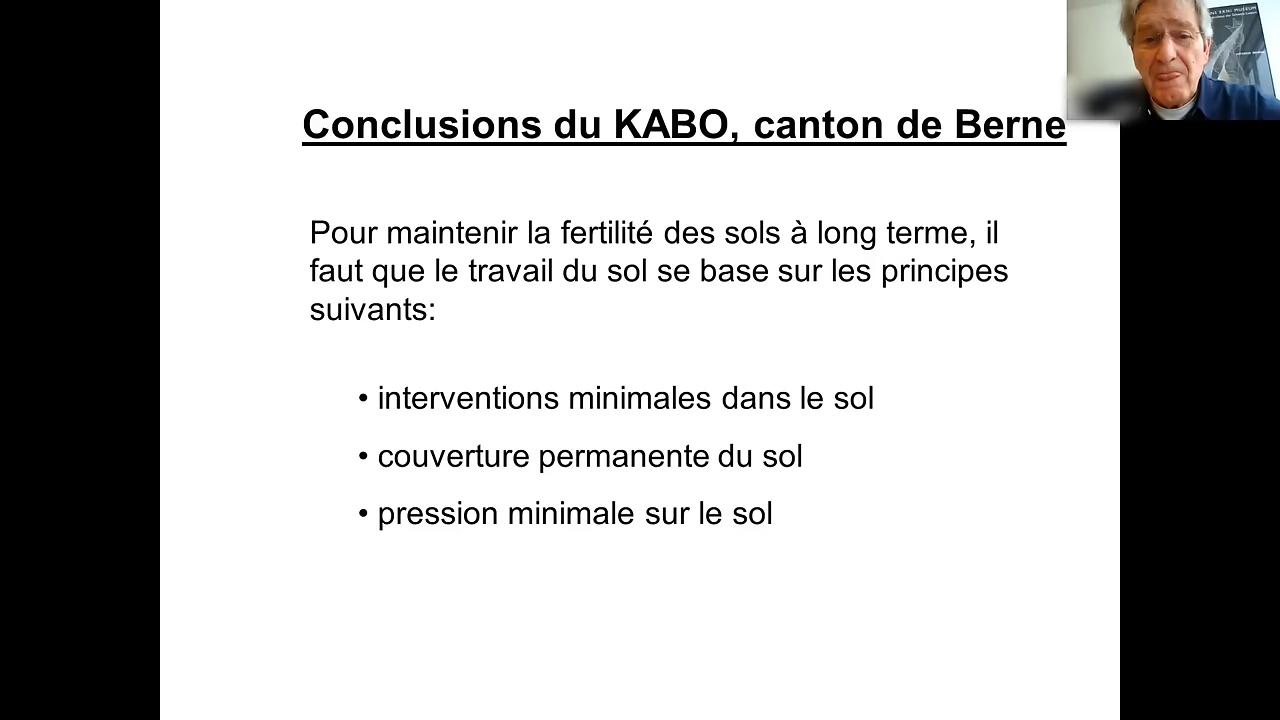 Conclusions du KABO, canton de Berne
Pour maintenir la fertilité des sols à long terme, il
faut que le travail du sol se base sur les principes
suivants:
• interventions minimales dans le sol
• couverture permanente du sol
• pression minimale sur le sol
MUSEUM